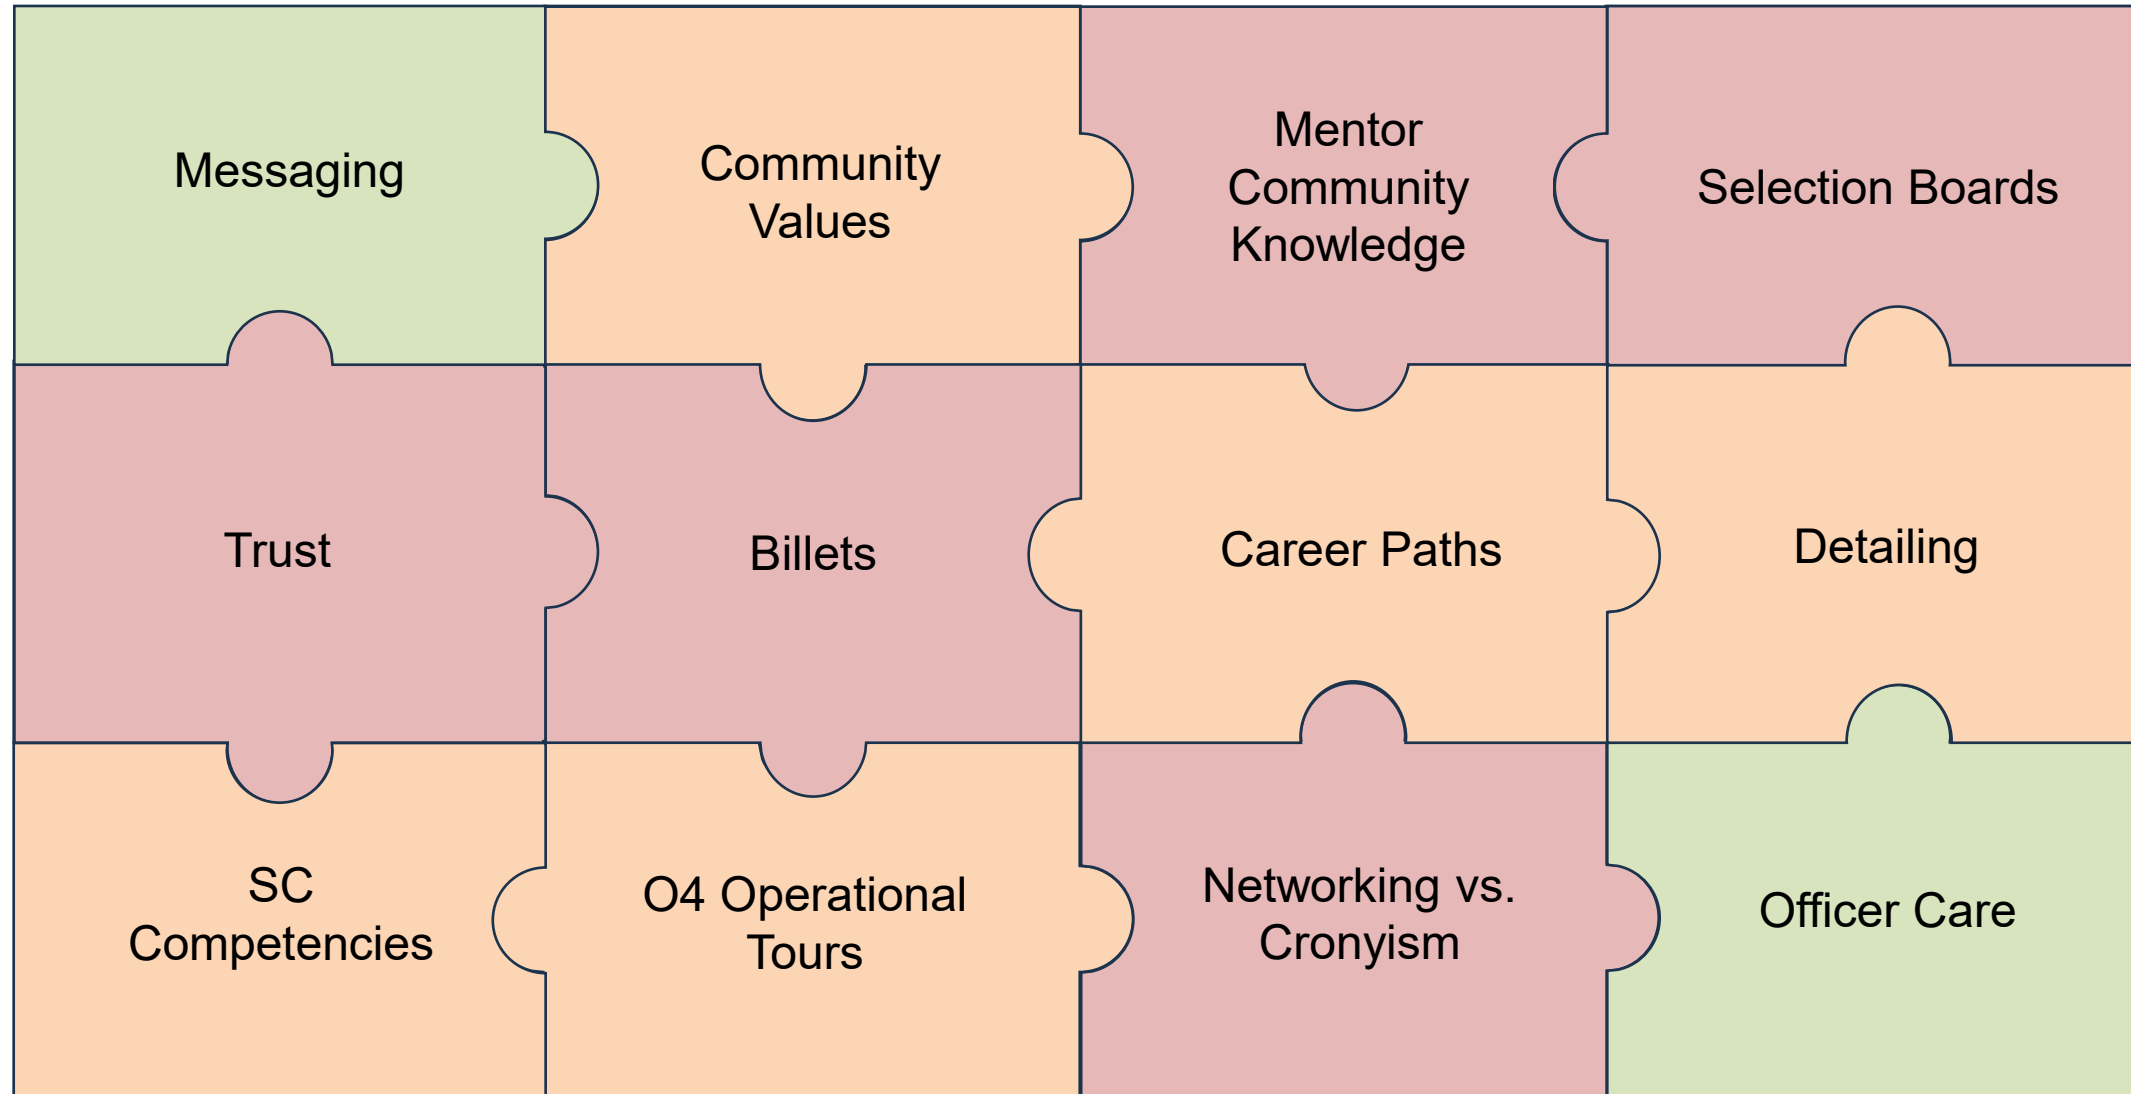 Messaging
Community
Values
Mentor
Community
Knowledge
Selection Boards
Trust
Billets
Career Paths
Detailing
SC
Competencies
O4 Operational
Tours
Networking vs.
Cronyism
Officer Care